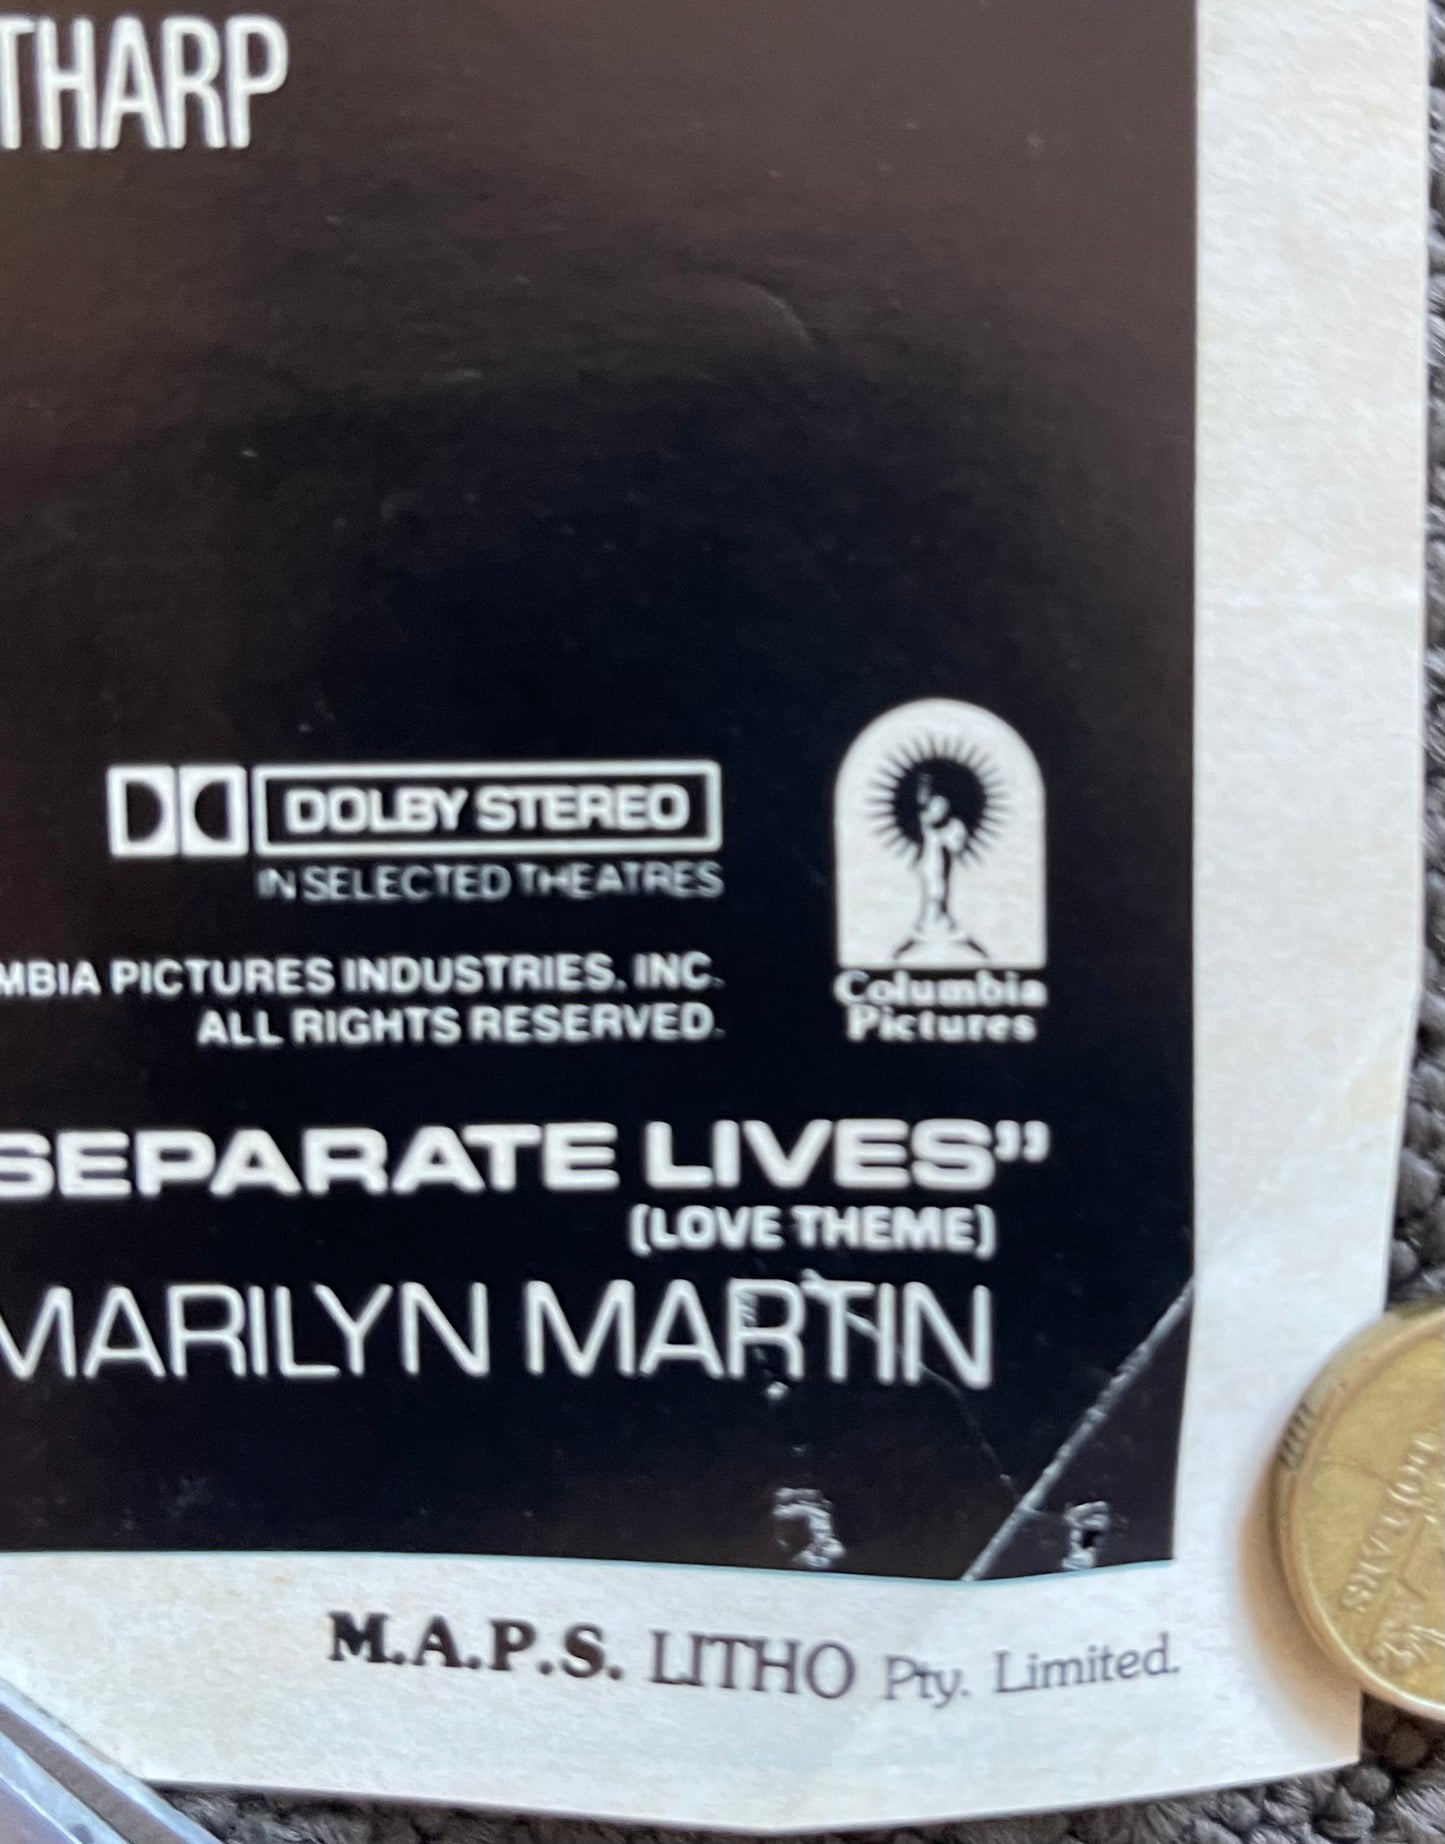 THARP
DOLBY STEREO
IN SELECTED THEATRES
MBIA PICTURES INDUSTRIES, INC.
ALL RIGHTS RESERVED.
Columbia
Pictures
SEPARATE LIVES”
(LOVE THEME)
MARILYN MARTIN
M.A.P.S. LITHO Pty. Limited.
DOLLARS